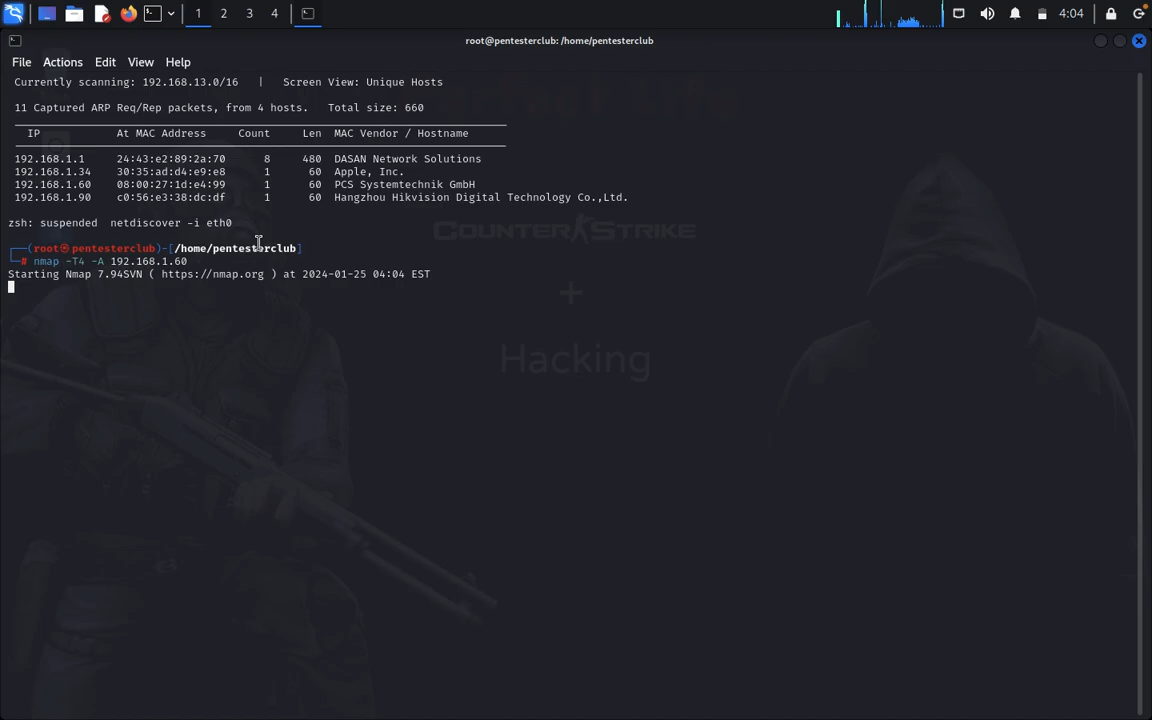 1 2 3 4
4:04
root@pentesterclub: /home/pentesterclub
File Actions Edit View Help
Currently scanning: 192.168.13.0/16 | Screen View: Unique Hosts
11 Captured ARP Req/Rep packets, from 4 hosts. Total size: 660
IP At MAC Address Count Len MAC Vendor / Hostname
192.168.1.1 24:43:e2:89:2a:70 8 480 DASAN Network Solutions
192.168.1.34 30:35:ad:d4:e9:e8 1 60 Apple, Inc.
192.168.1.60 08:00:27:1d:e4:99 1 60 PCS Systemtechnik GmbH
192.168.1.90 c0:56:e3:38:dc:df 1 60 Hangzhou Hikvision Digital Technology Co.,Ltd.
zsh: suspended netdiscover -i eth0
┌──(root㉿pentesterclub)-[/home/pentesterclub]
└─# nmap -T4 -A 192.168.1.60
Starting Nmap 7.94SVN ( https://nmap.org ) at 2024-01-25 04:04 EST
COUNTER STRIKE
+
Hacking